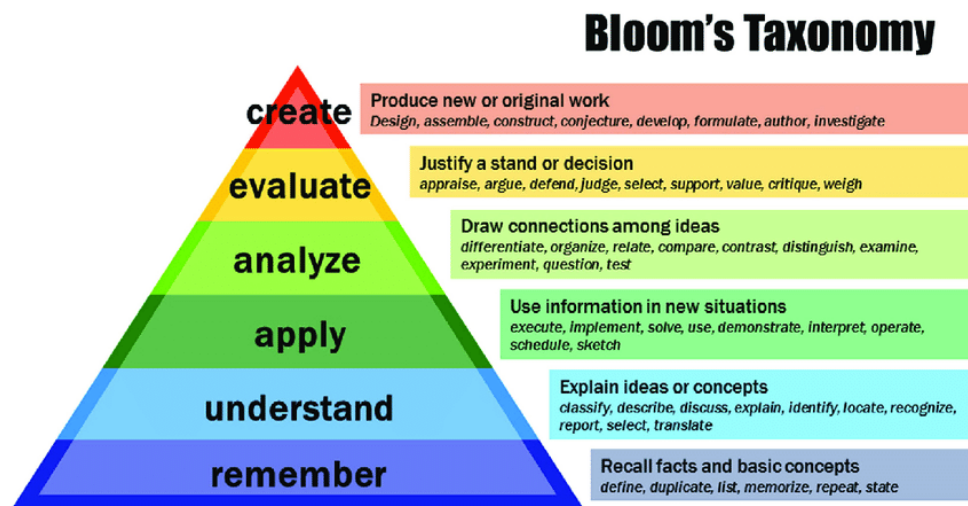 Bloom's Taxonomy
create
Produce new or original work
Design, assemble, construct, conjecture, develop, formulate, author, investigate
evaluate
Justify a stand or decision
appraise, argue, defend, judge, select, support, value, critique, weigh
analyze
Draw connections among ideas
differentiate, organize, relate, compare, contrast, distinguish, examine,
experiment, question, test
apply
Use information in new situations
execute, implement, solve, use, demonstrate, interpret, operate,
schedule, sketch
understand
Explain ideas or concepts
classify, describe, discuss, explain, identify, locate, recognize,
report, select, translate
remember
Recall facts and basic concepts
define, duplicate, list, memorize, repeat, state